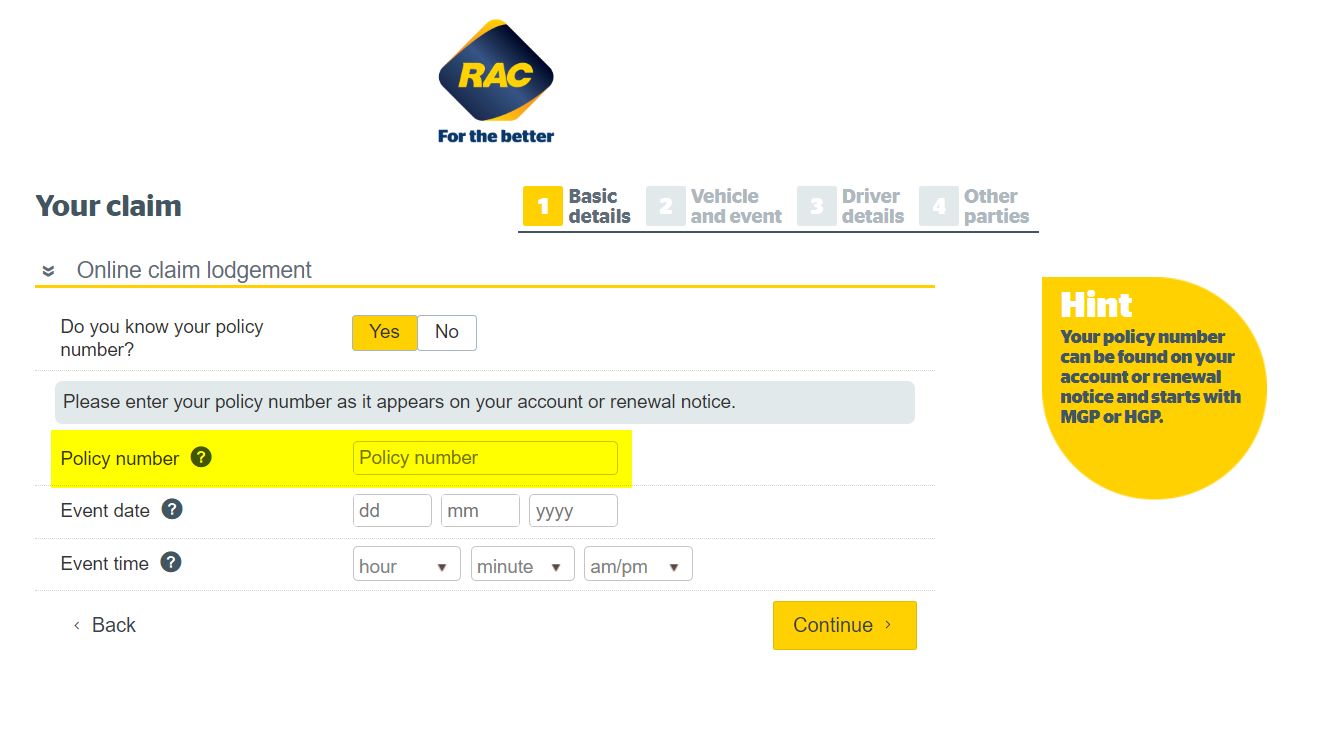 RAC
For the better
Your claim
1 Basic details
2 Vehicle and event
3 Driver details
4 Other parties
Online claim lodgement
Do you know your policy
number?
Yes No
Please enter your policy number as it appears on your account or renewal notice.
Policy number ? Policy number
Event date ? dd mm yyyy
Event time ? hour minute am/pm
Back
Continue
Hint
Your policy number
can be found on your
account or renewal
notice and starts with
MGP or HGP.